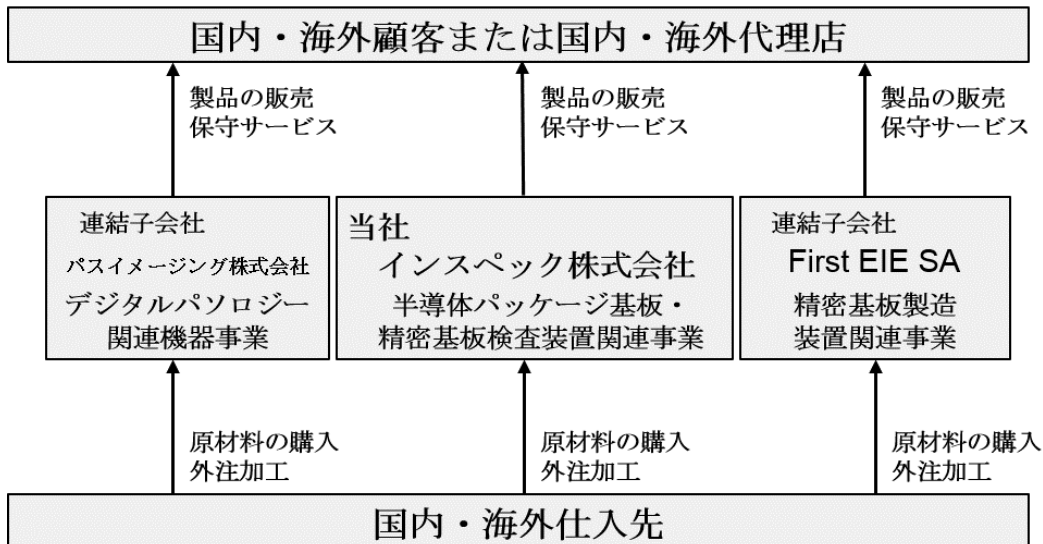 国内・海外顧客または国内・海外代理店
製品の販売
保守サービス
製品の販売
保守サービス
製品の販売
保守サービス
連結子会社
パスイメージング株式会社
デジタルパソロジー
関連機器事業
当社
インスペック株式会社
半導体パッケージ基板・
精密基板検査装置関連事業
連結子会社
First EIE SA
精密基板製造
装置関連事業
原材料の購入
外注加工
原材料の購入
外注加工
原材料の購入
外注加工
国内・海外仕入先